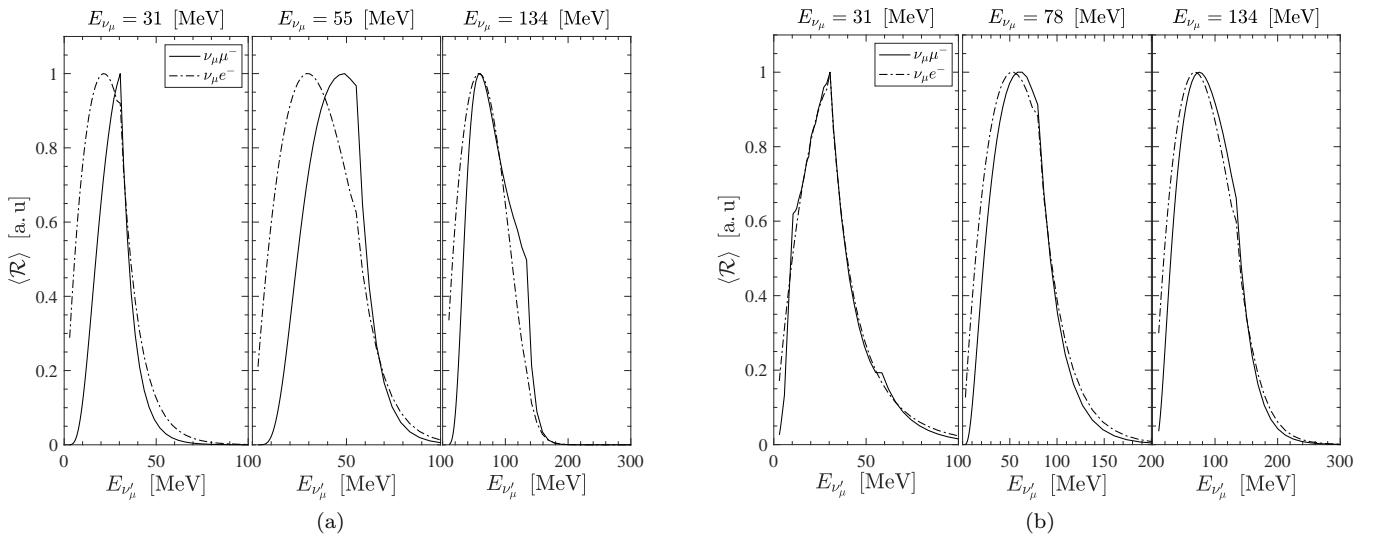 E_{ν_μ} = 31 [MeV] E_{ν_μ} = 55 [MeV] E_{ν_μ} = 134 [MeV]
ν_μ μ^−
ν_μ e^−
1
0.8
0.6
0.4
0.2
0
⟨R⟩ [a. u]
0 50 100 50 100 100 200 300
E_{ν'_μ} [MeV] E_{ν'_μ} [MeV] E_{ν'_μ} [MeV]
(a)
E_{ν_μ} = 31 [MeV] E_{ν_μ} = 78 [MeV] E_{ν_μ} = 134 [MeV]
ν_μ μ^−
ν_μ e^−
1
0.8
0.6
0.4
0.2
0
⟨R⟩ [a. u]
0 50 100 50 100 150 200 100 200 300
E_{ν'_μ} [MeV] E_{ν'_μ} [MeV] E_{ν'_μ} [MeV]
(b)